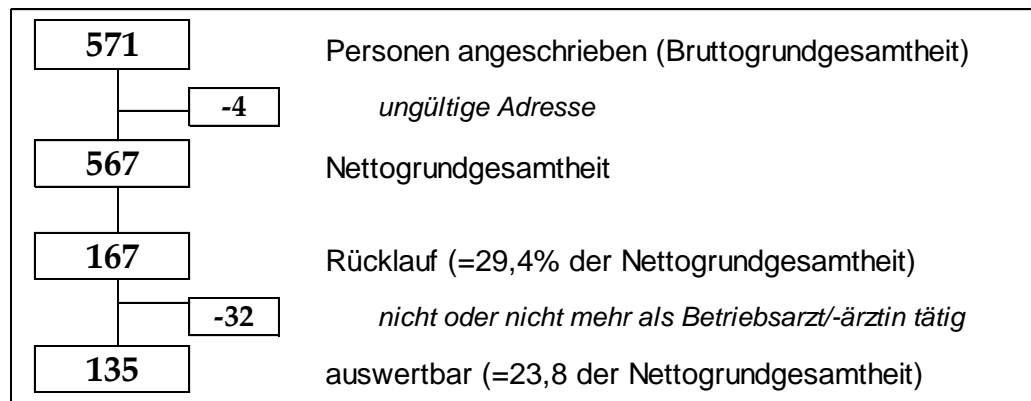 571 Personen angeschrieben (Bruttogrundgesamtheit)
-4 ungültige Adresse
567 Nettogrundgesamtheit
167 Rücklauf (=29,4% der Nettogrundgesamtheit)
-32 nicht oder nicht mehr als Betriebsarzt/-ärztin tätig
135 auswertbar (=23,8 der Nettogrundgesamtheit)